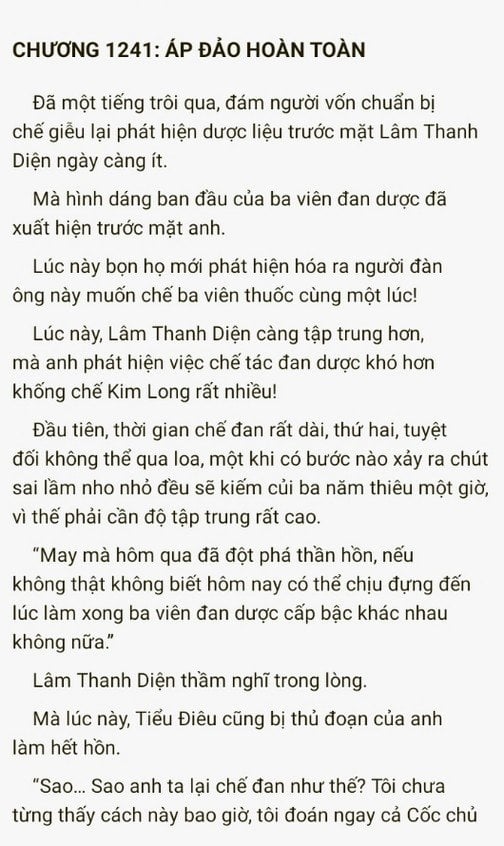 CHƯƠNG 1241: ÁP ĐẢO HOÀN TOÀN
Đã một tiếng trôi qua, đám người vốn chuẩn bị
chế giễu lại phát hiện dược liệu trước mặt Lâm Thanh
Diện ngày càng ít.
Mà hình dáng ban đầu của ba viên đan dược đã
xuất hiện trước mặt anh.
Lúc này bọn họ mới phát hiện hóa ra người đàn
ông này muốn chế ba viên thuốc cùng một lúc!
Lúc này, Lâm Thanh Diện càng tập trung hơn,
mà anh phát hiện việc chế tác đan dược khó hơn
khống chế Kim Long rất nhiều!
Đầu tiên, thời gian chế đan rất dài, thứ hai, tuyệt
đối không thể qua loa, một khi có bước nào xảy ra chút
sai lầm nho nhỏ đều sẽ kiếm củi ba năm thiêu một giờ,
vì thế phải cần độ tập trung rất cao.
“May mà hôm qua đã đột phá thần hồn, nếu
không thật không biết hôm nay có thể chịu đựng đến
lúc làm xong ba viên đan dược cấp bậc khác nhau
không nữa.”
Lâm Thanh Diện thầm nghĩ trong lòng.
Mà lúc này, Tiểu Điêu cũng bị thủ đoạn của anh
làm hết hồn.
“Sao… Sao anh ta lại chế đan như thế? Tôi chưa
từng thấy cách này bao giờ, tôi đoán ngay cả Cốc chủ